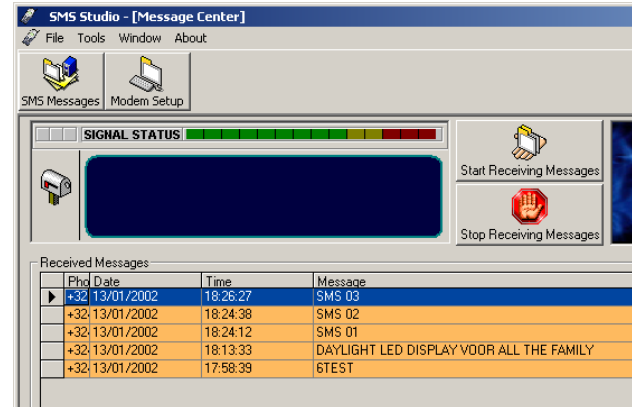 SMS Studio - [Message Center]
File Tools Window About
SMS Messages Modem Setup
SIGNAL STATUS
Start Receiving Messages
Stop Receiving Messages
Received Messages
Pho Date Time Message
+32 13/01/2002 18:26:27 SMS 03
+32 13/01/2002 18:24:38 SMS 02
+32 13/01/2002 18:24:12 SMS 01
+32 13/01/2002 18:13:33 DAYLIGHT LED DISPLAY VOOR ALL THE FAMILY
+32 13/01/2002 17:58:39 6TEST